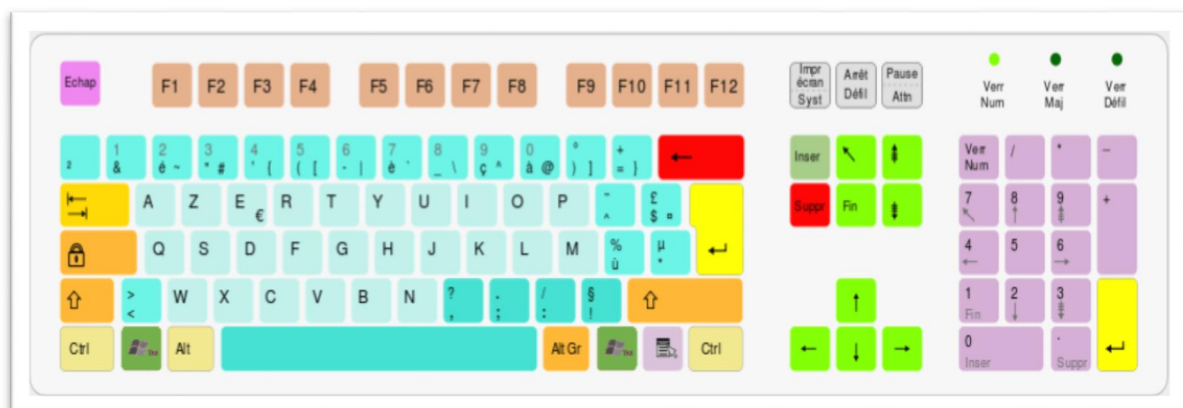 Echap F1 F2 F3 F4 F5 F6 F7 F8 F9 F10 F11 F12 Impr écran Syst Arrêt Défil Pause Attn Verr Num Verr Maj Verr Défil
² 1 & 2 é ~ 3 " # 4 ' { 5 ( [ 6 - | 7 è ` 8 _ \ 9 ç ^ 0 à @ ° ) ] + = } ← Inser ↖ ⇞ Verr Num / * -
A Z E € R T Y U I O P ¨ ^ £ $ ¤ Suppr Fin ⇟ 7 ↖ 8 ↑ 9 ⇞ +
Q S D F G H J K L M % ù µ * ↵ 4 ← 5 6 →
⇧ > < W X C V B N ? , . ; / : § ! ⇧ ↑ 1 Fin 2 ↓ 3 ⇟
Ctrl Alt Alt Gr Ctrl ← ↓ → 0 Inser . Suppr ↵